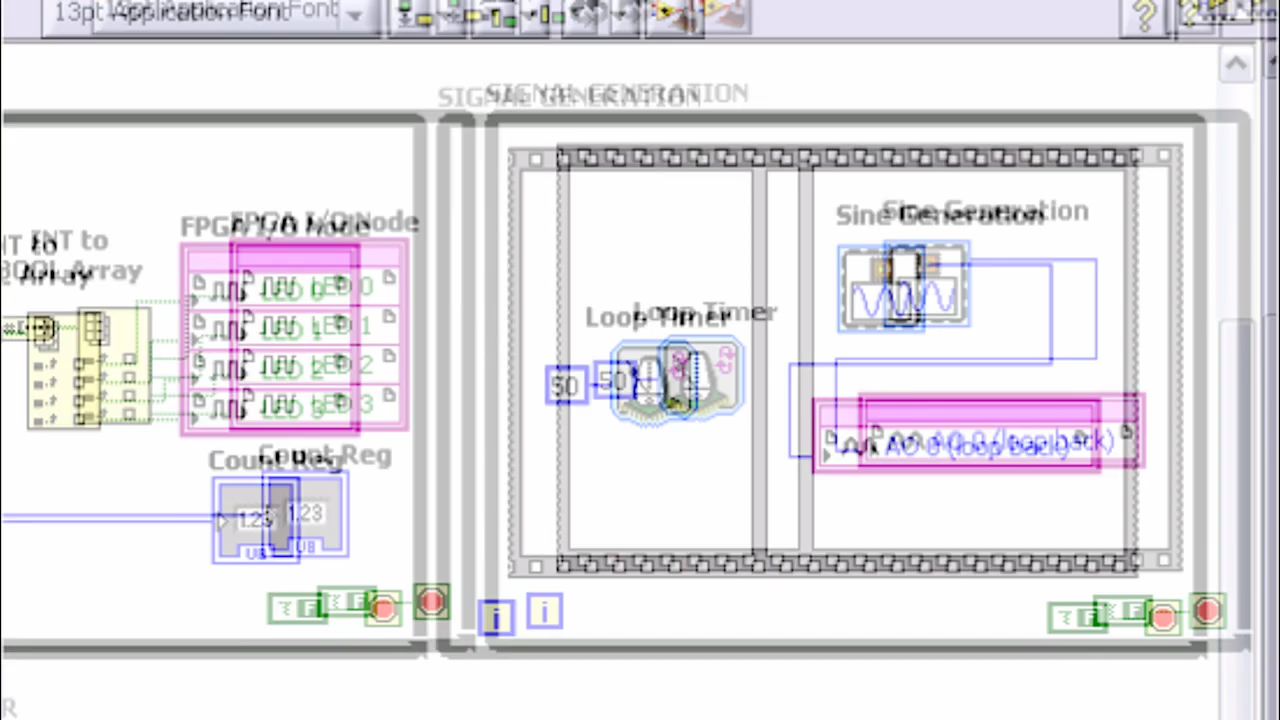 13pt Application Font
SIGNAL GENERATION
FPGA I/O Node
INT to
BOOL Array
LED 0
LED 1
LED 2
LED 3
Count Reg
1.23
U8
F
i
Loop Timer
50
Sine Generation
AO 0 (loop back)
F